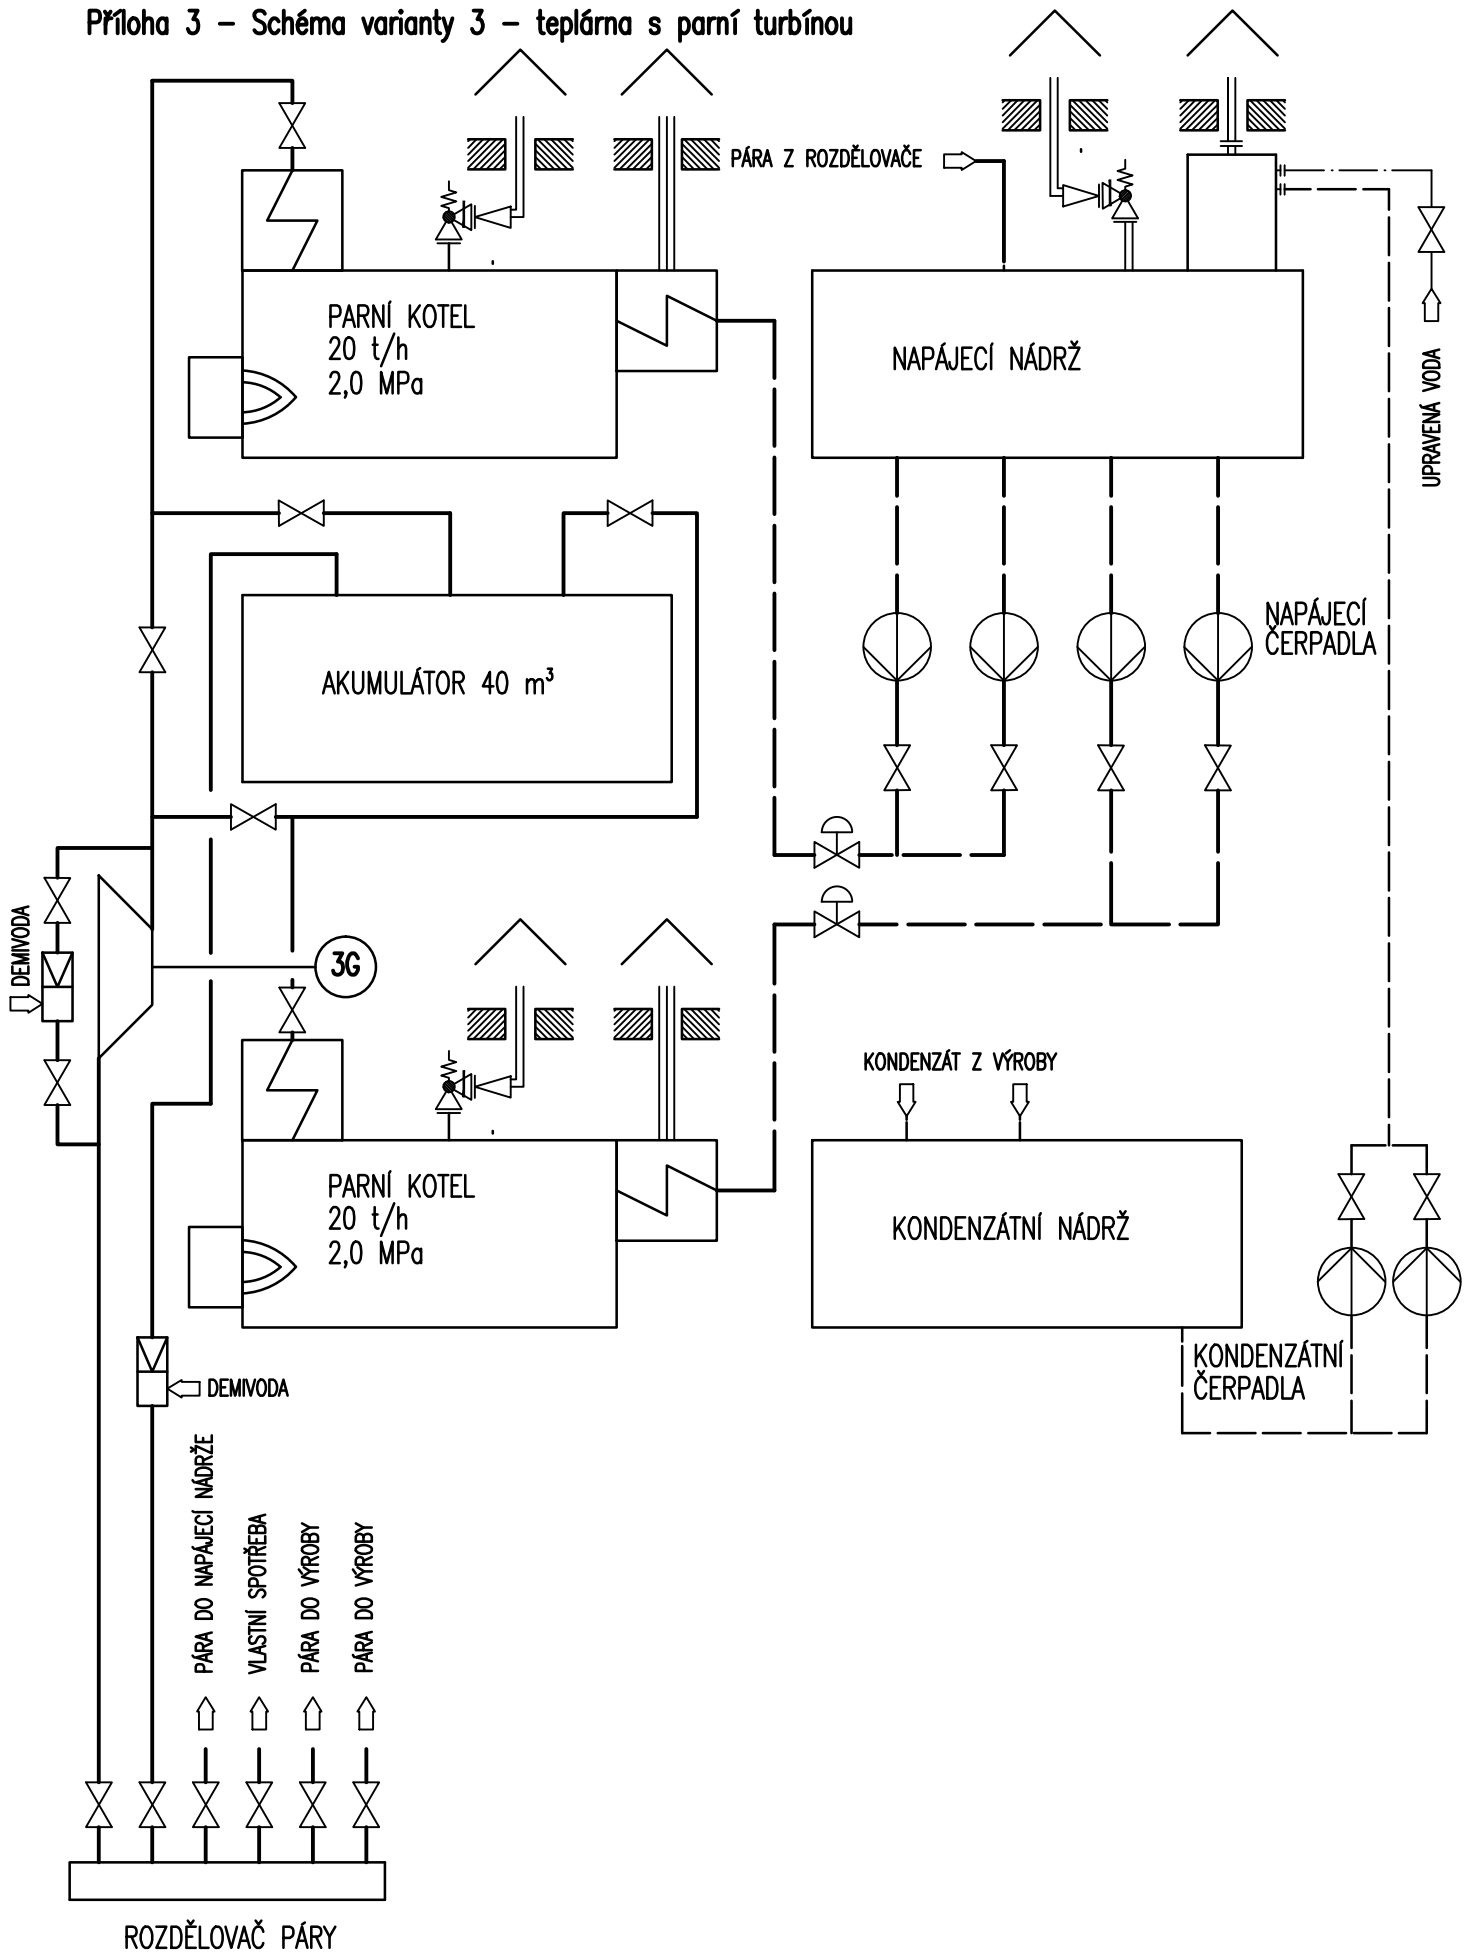 Příloha 3 – Schéma varianty 3 – teplárna s parní turbínou
PÁRA Z ROZDĚLOVAČE
PARNÍ KOTEL
20 t/h
2,0 MPa
NAPÁJECÍ NÁDRŽ
UPRAVENÁ VODA
NAPÁJECÍ
ČERPADLA
AKUMULÁTOR 40 m³
DEMIVODA
3G
KONDENZÁT Z VÝROBY
PARNÍ KOTEL
20 t/h
2,0 MPa
KONDENZÁTNÍ NÁDRŽ
KONDENZÁTNÍ
ČERPADLA
DEMIVODA
PÁRA DO NAPÁJECÍ NÁDRŽE
VLASTNÍ SPOTŘEBA
PÁRA DO VÝROBY
PÁRA DO VÝROBY
ROZDĚLOVAČ PÁRY